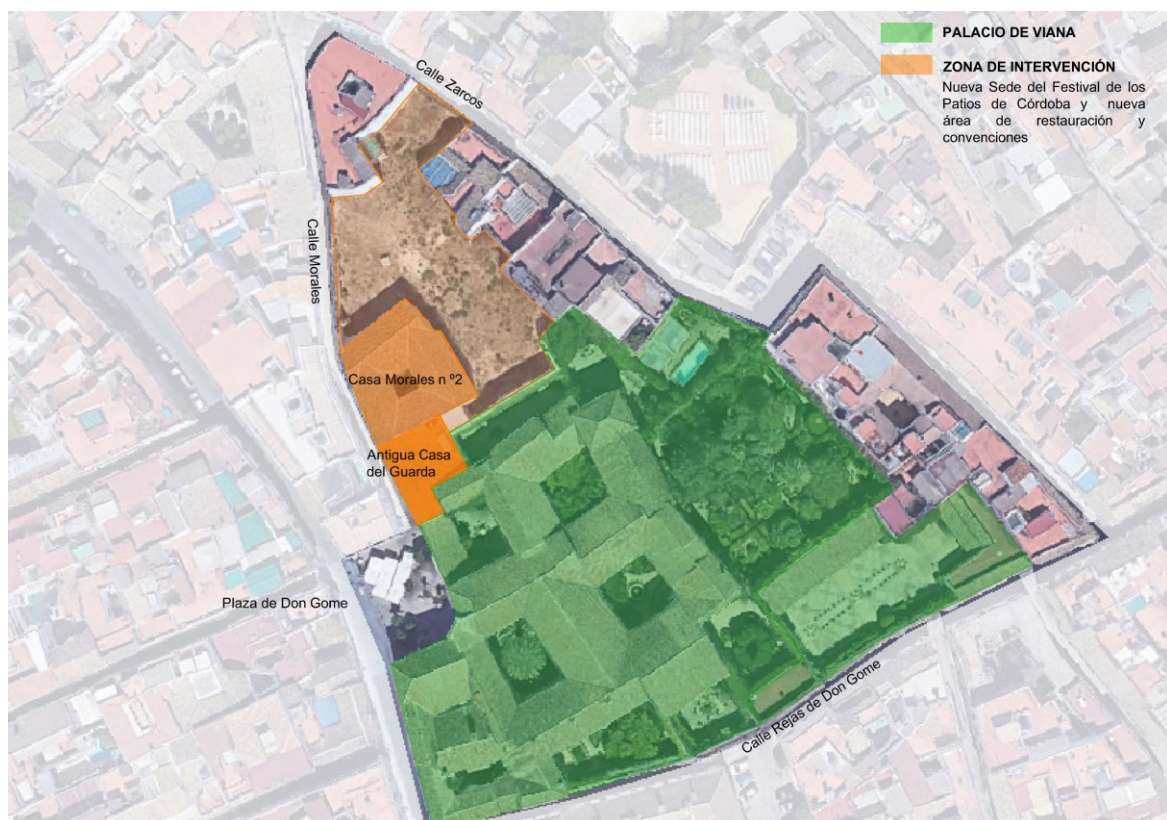 PALACIO DE VIANA
ZONA DE INTERVENCIÓN
Nueva Sede del Festival de los
Patios de Córdoba y nueva
área de restauración y
convenciones
Calle Zarcos
Calle Morales
Casa Morales n º2
Antigua Casa
del Guarda
Plaza de Don Gome
Calle Rejas de Don Gome